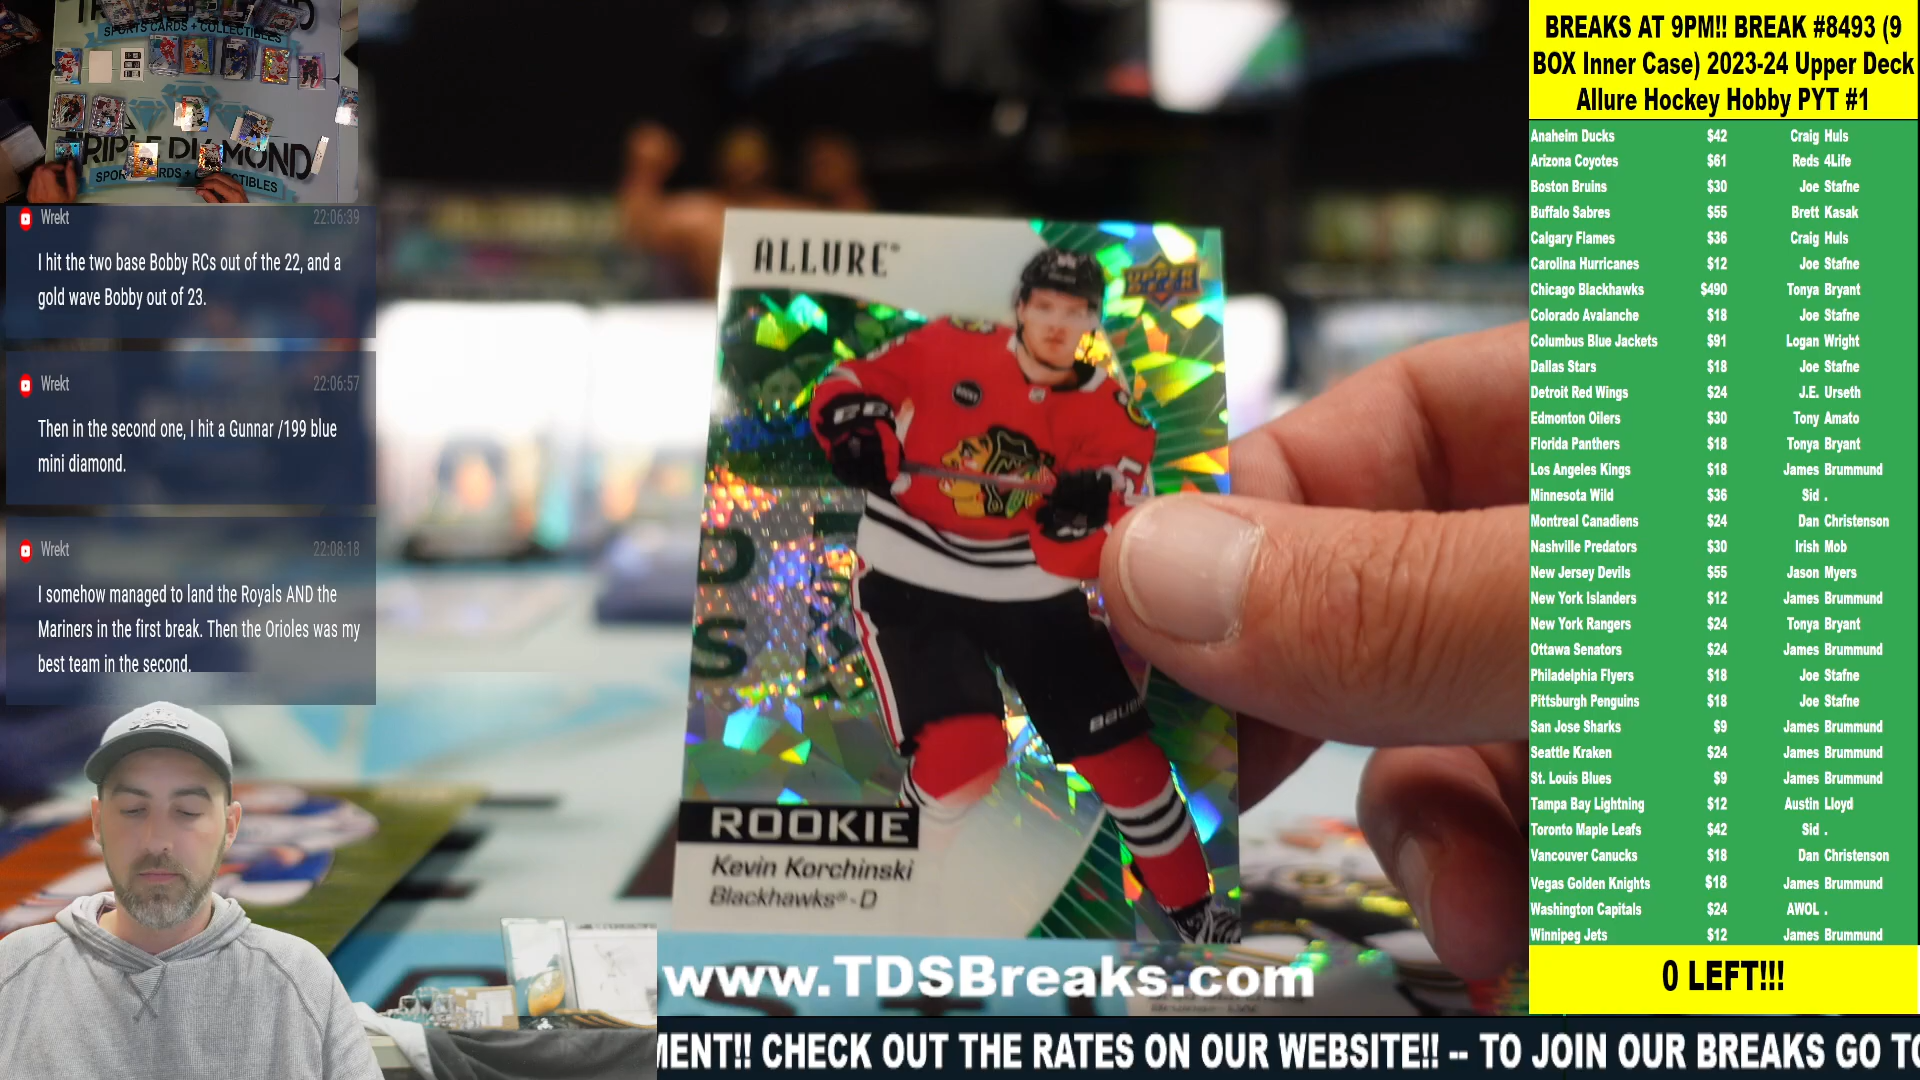 SPORTS CARDS + COLLECTIBLES
TRIPLE DIAMOND
Wrekt 22:06:39
I hit the two base Bobby RCs out of the 22, and a
gold wave Bobby out of 23.
Wrekt 22:06:57
Then in the second one, I hit a Gunnar /199 blue
mini diamond.
Wrekt 22:08:18
I somehow managed to land the Royals AND the
Mariners in the first break. Then the Orioles was my
best team in the second.
ALLURE
UPPER
CCM
BAUER
ROOKIE
Kevin Korchinski
Blackhawks® - D
www.TDSBreaks.com
MENT!! CHECK OUT THE RATES ON OUR WEBSITE!! -- TO JOIN OUR BREAKS GO TO
BREAKS AT 9PM!! BREAK #8493 (9
BOX Inner Case) 2023-24 Upper Deck
Allure Hockey Hobby PYT #1
Anaheim Ducks $42 Craig Huls
Arizona Coyotes $61 Reds 4Life
Boston Bruins $30 Joe Stafne
Buffalo Sabres $55 Brett Kasak
Calgary Flames $36 Craig Huls
Carolina Hurricanes $12 Joe Stafne
Chicago Blackhawks $490 Tonya Bryant
Colorado Avalanche $18 Joe Stafne
Columbus Blue Jackets $91 Logan Wright
Dallas Stars $18 Joe Stafne
Detroit Red Wings $24 J.E. Urseth
Edmonton Oilers $30 Tony Amato
Florida Panthers $18 Tonya Bryant
Los Angeles Kings $18 James Brummund
Minnesota Wild $36 Sid .
Montreal Canadiens $24 Dan Christenson
Nashville Predators $30 Irish Mob
New Jersey Devils $55 Jason Myers
New York Islanders $12 James Brummund
New York Rangers $24 Tonya Bryant
Ottawa Senators $24 James Brummund
Philadelphia Flyers $18 Joe Stafne
Pittsburgh Penguins $18 Joe Stafne
San Jose Sharks $9 James Brummund
Seattle Kraken $24 James Brummund
St. Louis Blues $9 James Brummund
Tampa Bay Lightning $12 Austin Lloyd
Toronto Maple Leafs $42 Sid .
Vancouver Canucks $18 Dan Christenson
Vegas Golden Knights $18 James Brummund
Washington Capitals $24 AWOL .
Winnipeg Jets $12 James Brummund
0 LEFT!!!